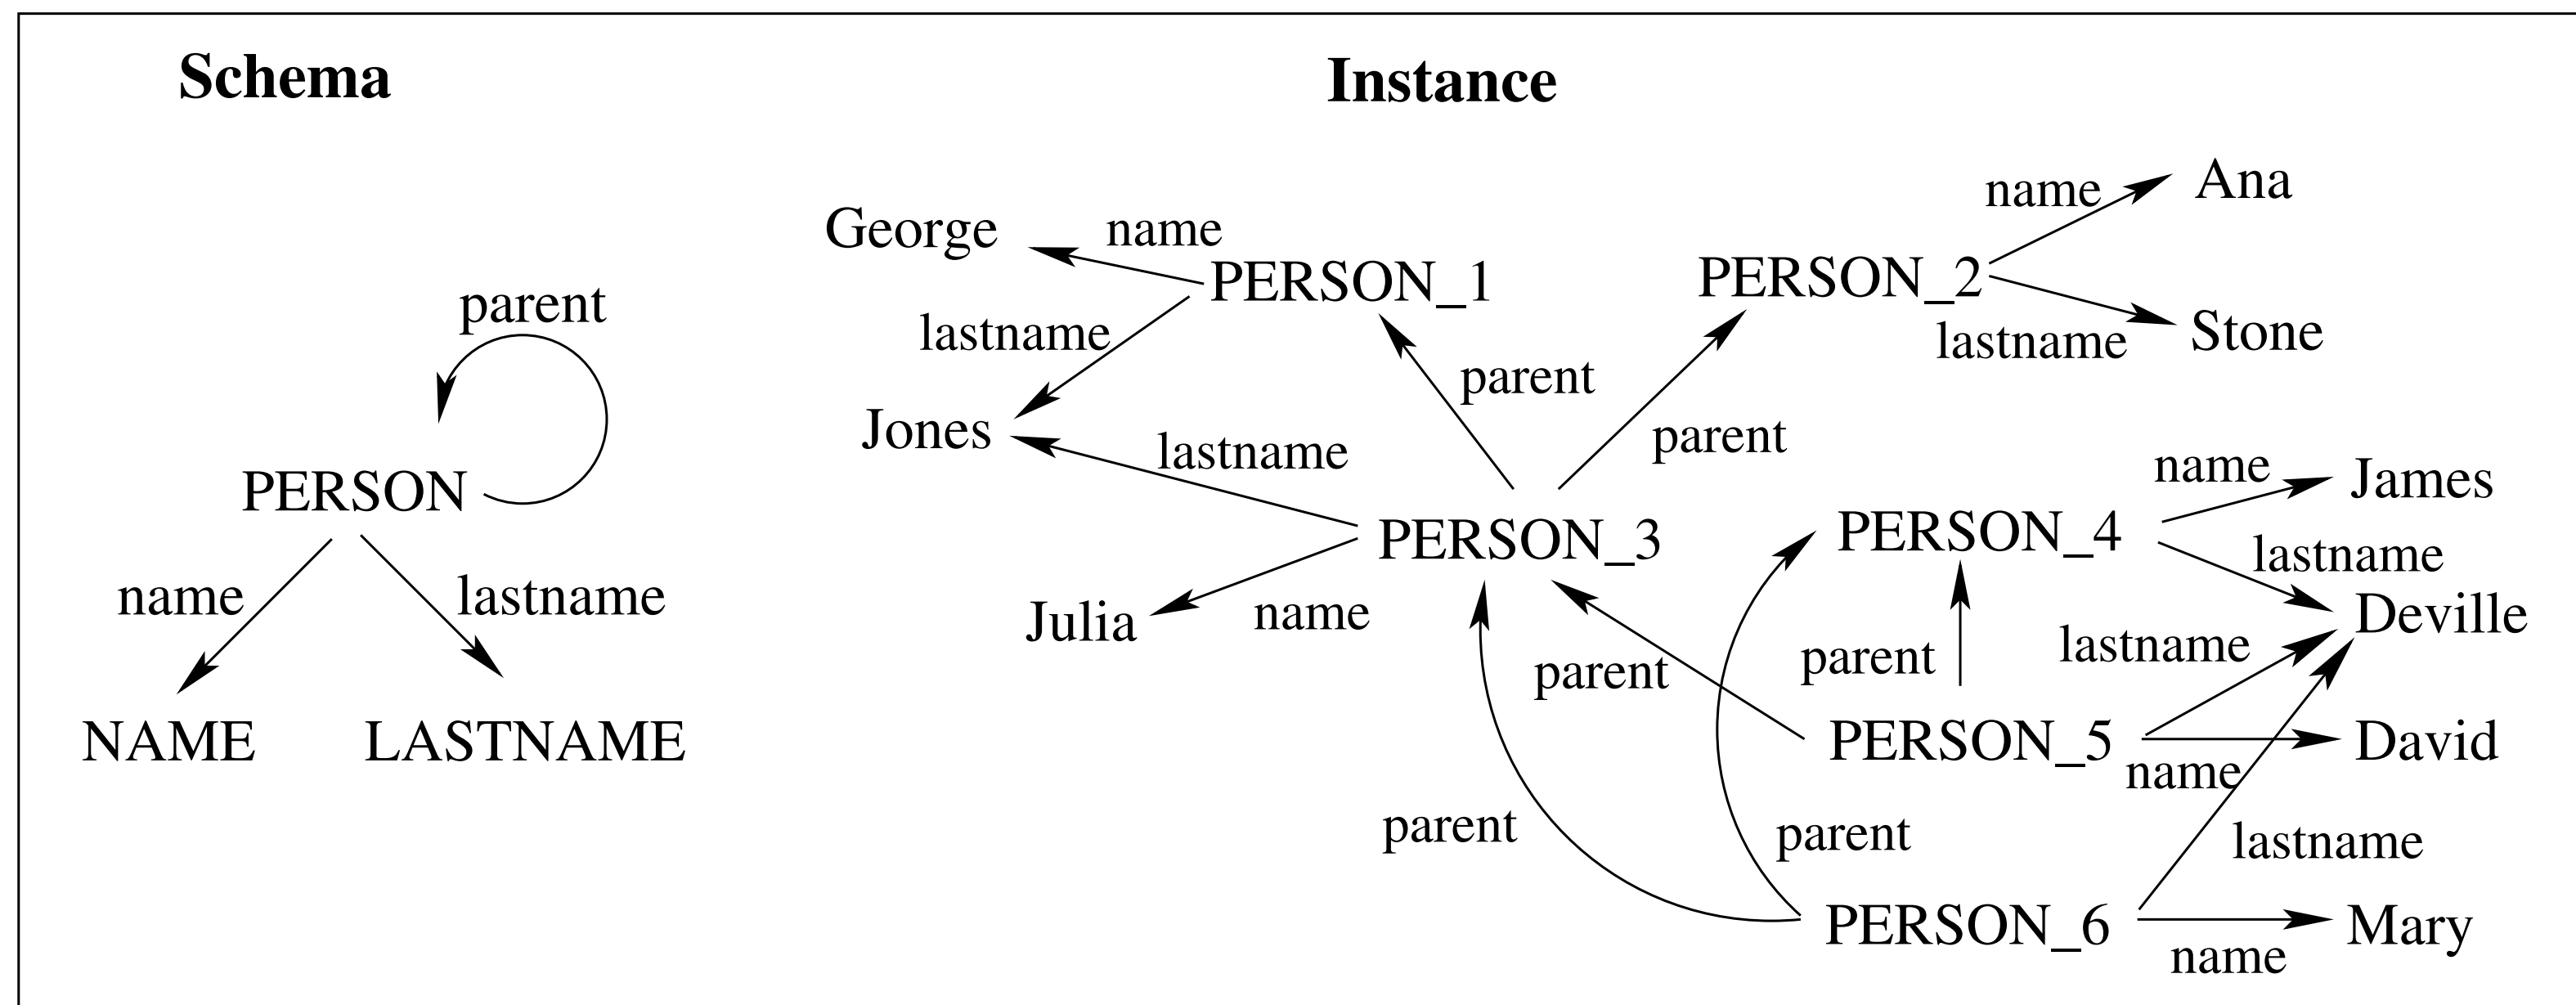 Schema
Instance
parent
PERSON
name
lastname
NAME
LASTNAME
George
name
PERSON_1
lastname
Jones
parent
PERSON_2
name
Ana
lastname
Stone
parent
lastname
PERSON_3
Julia
name
PERSON_4
name
James
lastname
Deville
parent
parent
lastname
PERSON_5
David
name
parent
parent
lastname
PERSON_6
Mary
name